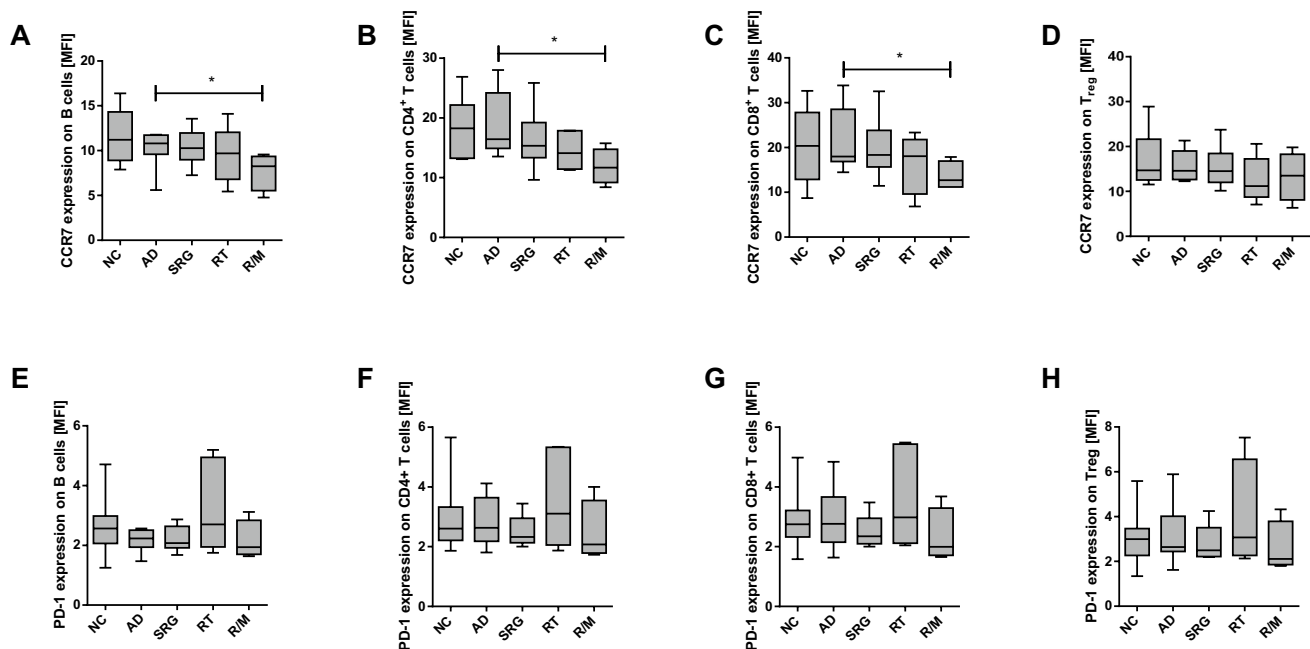 A
CCR7 expression on B cells [MFI]
20
15
10
5
0
*
NC
AD
SRG
RT
R/M
B
CCR7 expression on CD4+ T cells [MFI]
30
20
10
0
*
NC
AD
SRG
RT
R/M
C
CCR7 expression on CD8+ T cells [MFI]
40
30
20
10
0
*
NC
AD
SRG
RT
R/M
D
CCR7 expression on Treg [MFI]
40
30
20
10
0
NC
AD
SRG
RT
R/M
E
PD-1 expression on B cells [MFI]
6
4
2
0
NC
AD
SRG
RT
R/M
F
PD-1 expression on CD4+ T cells [MFI]
6
4
2
0
NC
AD
SRG
RT
R/M
G
PD-1 expression on CD8+ T cells [MFI]
6
4
2
0
NC
AD
SRG
RT
R/M
H
PD-1 expression on Treg [MFI]
8
6
4
2
0
NC
AD
SRG
RT
R/M